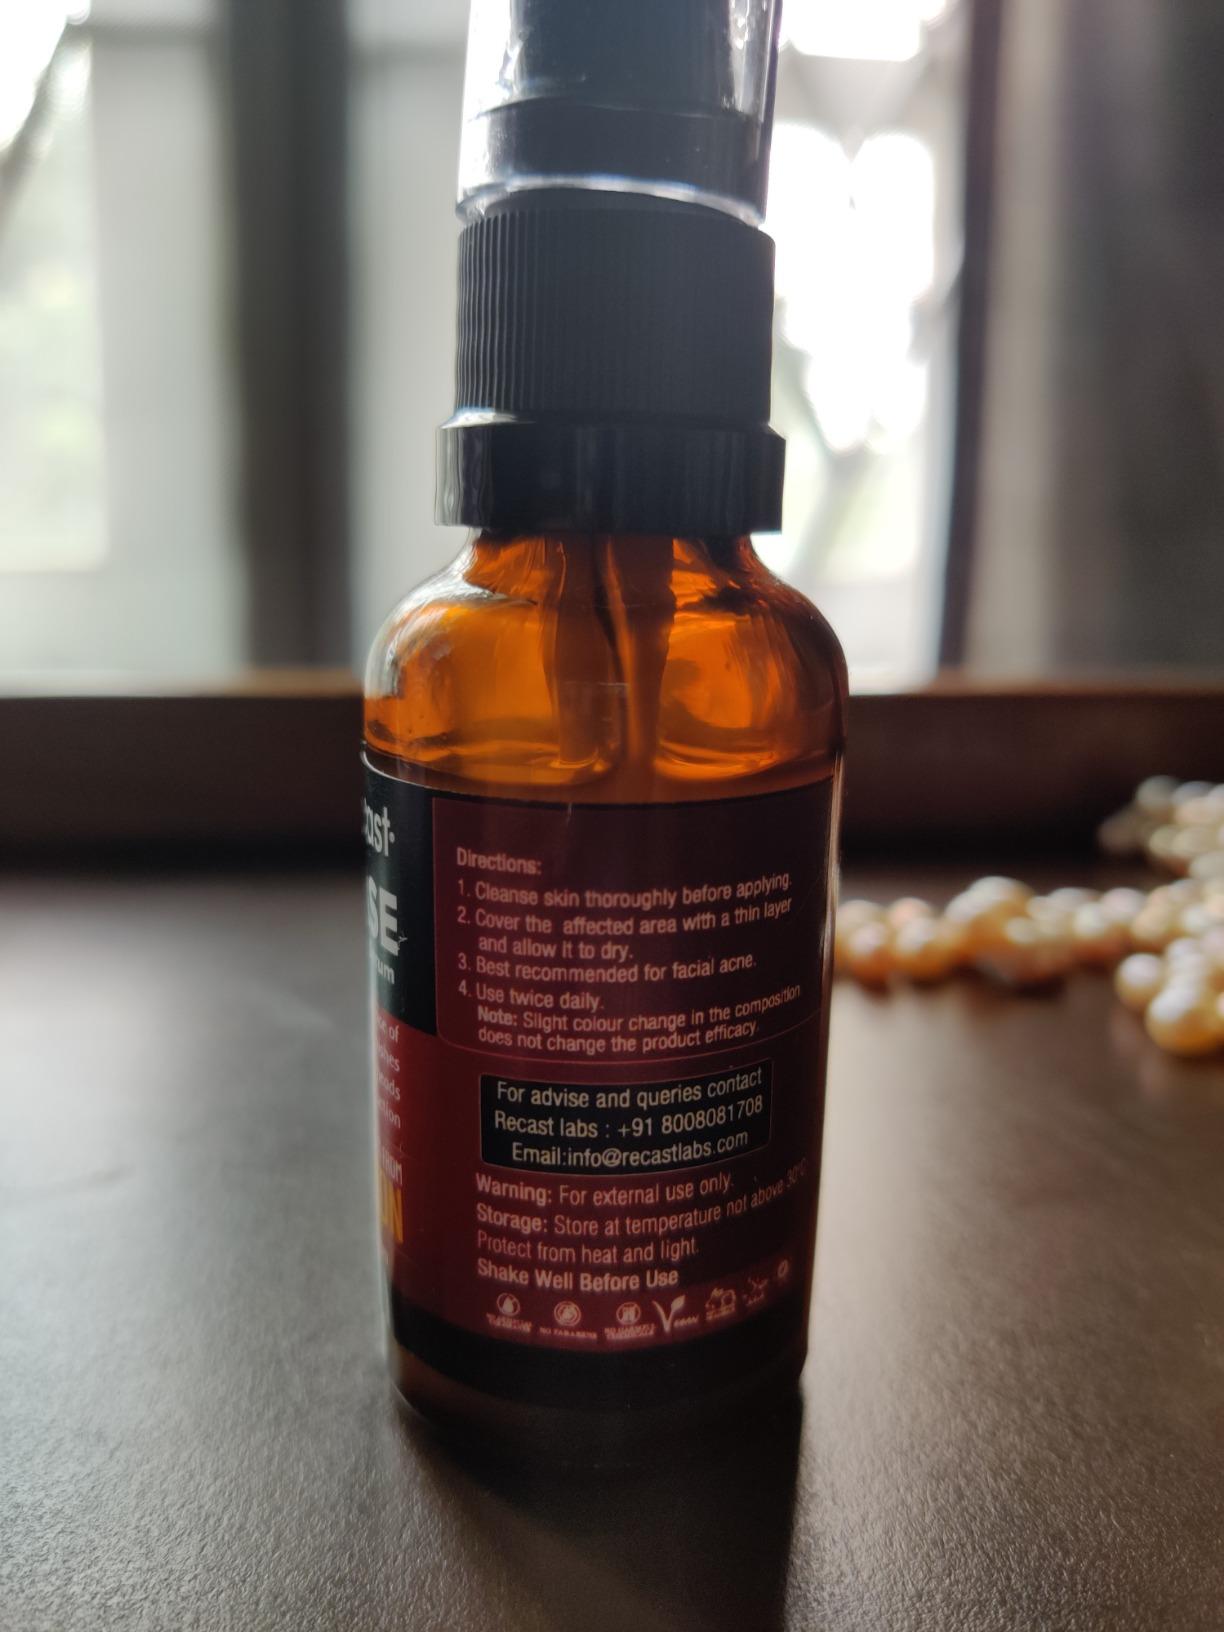 Directions:
1. Cleanse skin thoroughly before applying.
2. Cover the affected area with a thin layer
and allow it to dry.
3. Best recommended for facial acne.
4. Use twice daily.
Note: Slight colour change in the composition
does not change the product efficacy.
For advise and queries contact
Recast labs : +91 8008081708
Email:info@recastlabs.com
Warning: For external use only.
Storage: Store at temperature not above 30°C
Protect from heat and light.
Shake Well Before Use
NO PARABENS